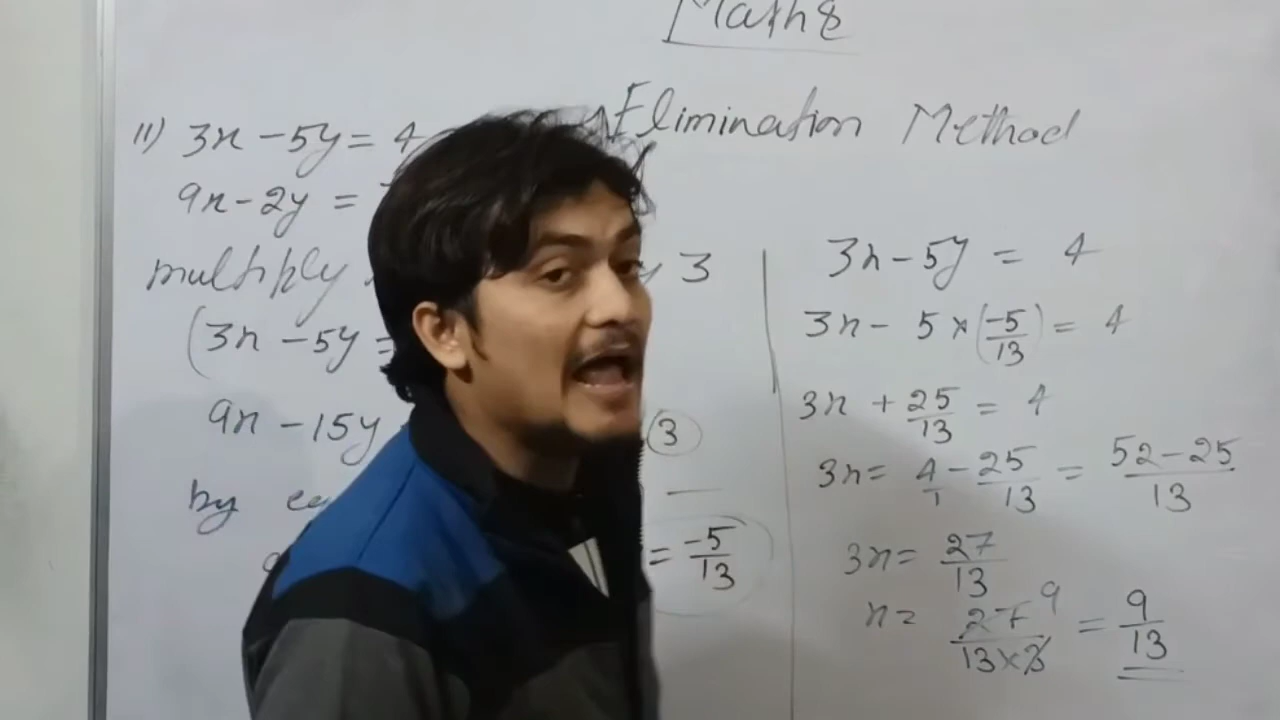 Maths
Elimination Method
11) 3x - 5y = 4
9x - 2y =
multiply
3
(3x - 5y =
9x - 15y
3
by
= -5/13
3x - 5y = 4
3x - 5 × (-5/13) = 4
3x + 25/13 = 4
3x = 4/1 - 25/13 = 52-25/13
3x = 27/13
x = 27/13×3 9 = 9/13